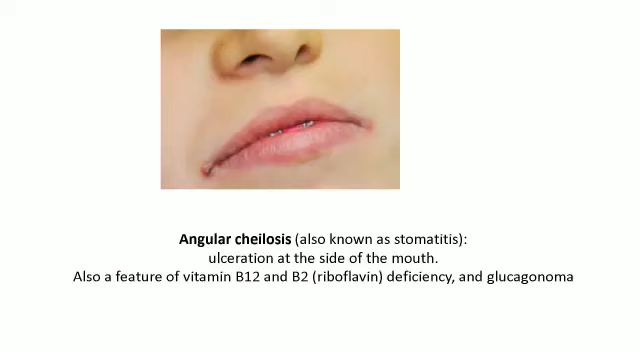 Angular cheilosis (also known as stomatitis):
ulceration at the side of the mouth.
Also a feature of vitamin B12 and B2 (riboflavin) deficiency, and glucagonoma